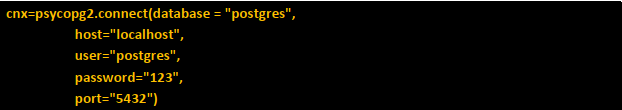 cnx=psycopg2.connect(database = "postgres",
host="localhost",
user="postgres",
password="123",
port="5432")